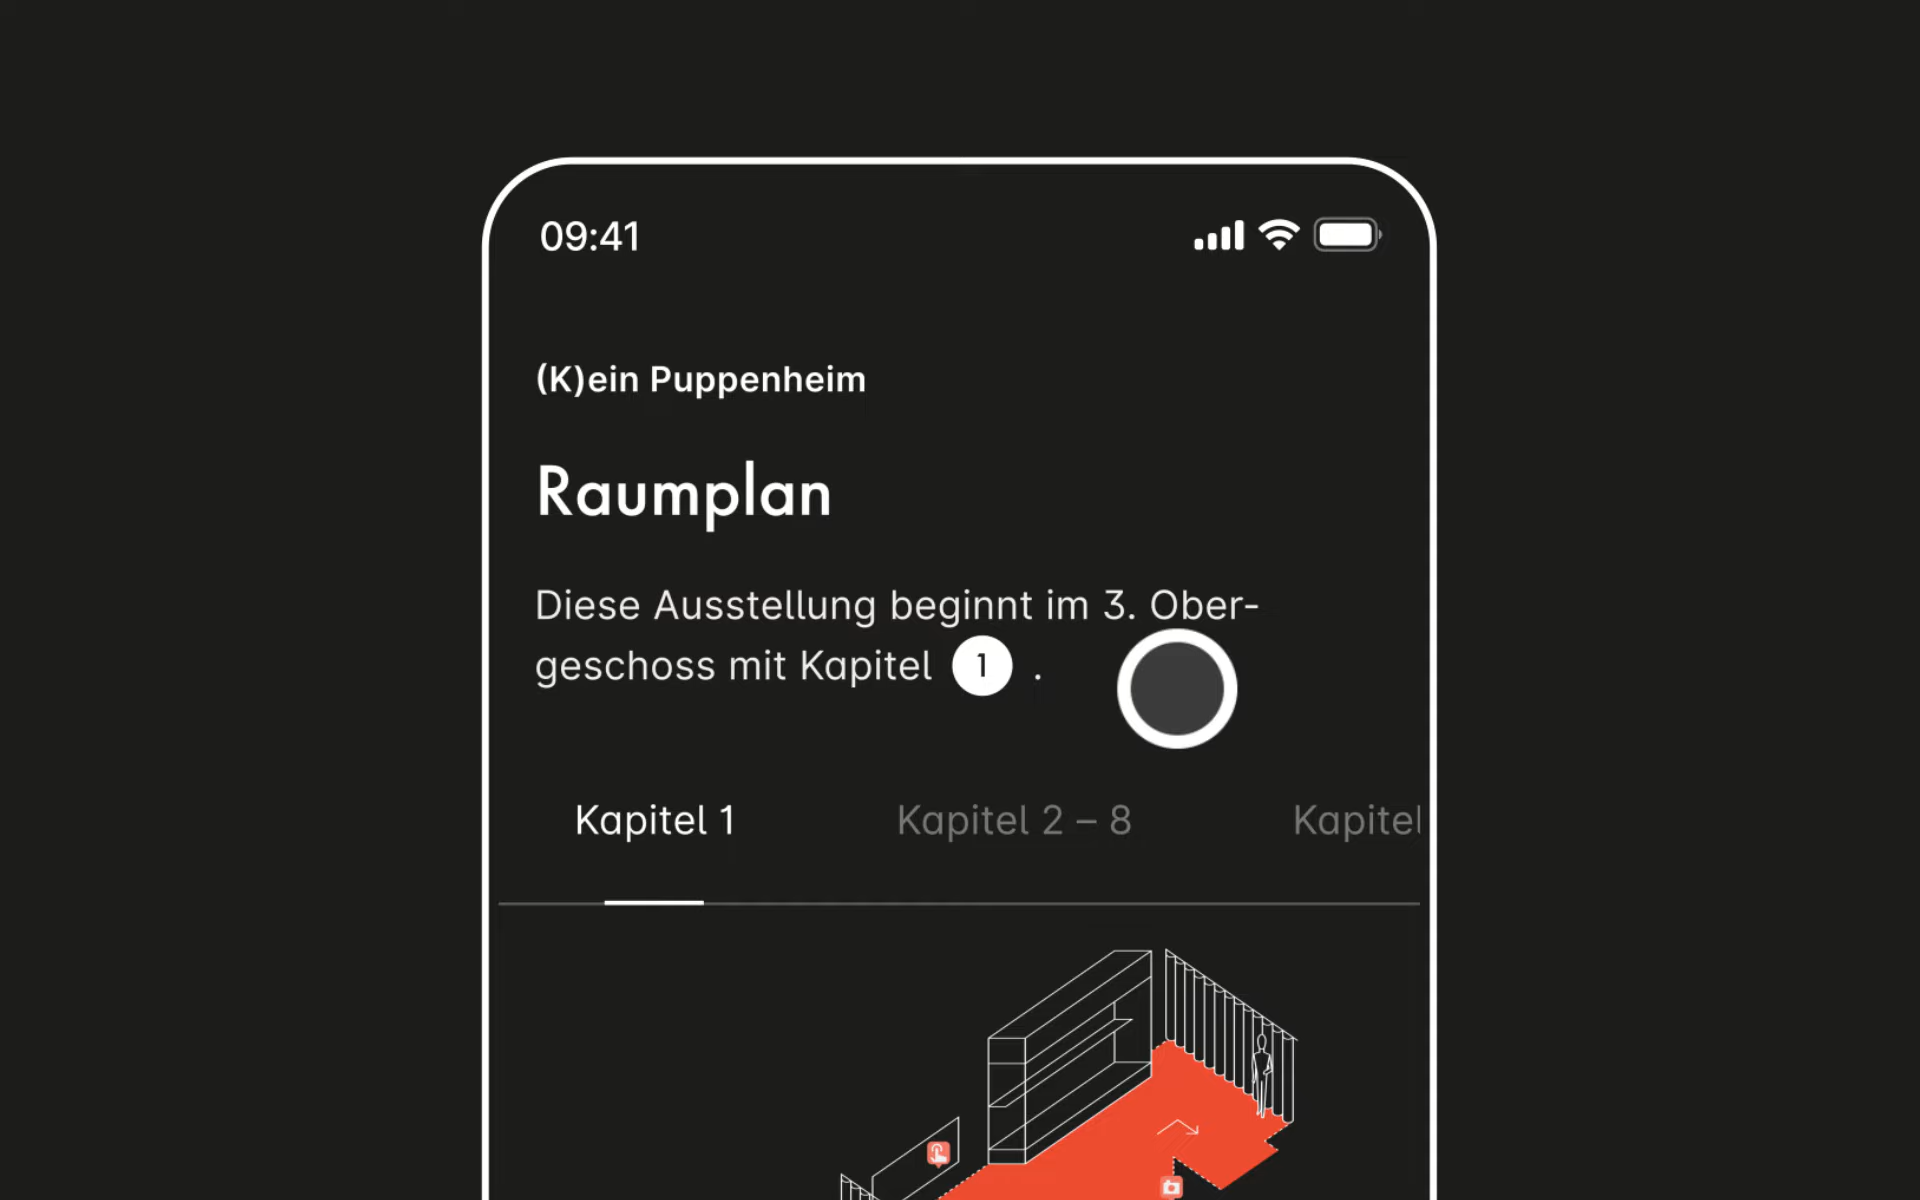 09:41
(K)ein Puppenheim
Raumplan
Diese Ausstellung beginnt im 3. Ober-
geschoss mit Kapitel 1 .
Kapitel 1 Kapitel 2 – 8 Kapitel